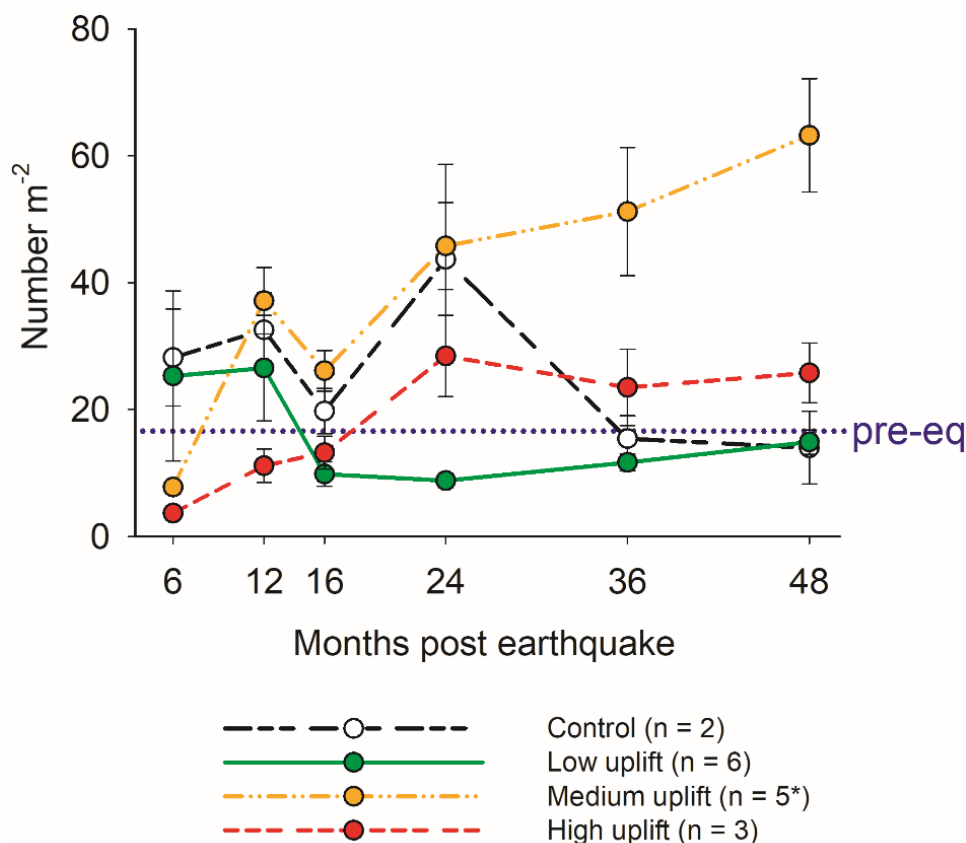 80
60
40
20
0
Number m-2
pre-eq
6 12 16 24 36 48
Months post earthquake
Control (n = 2)
Low uplift (n = 6)
Medium uplift (n = 5*)
High uplift (n = 3)